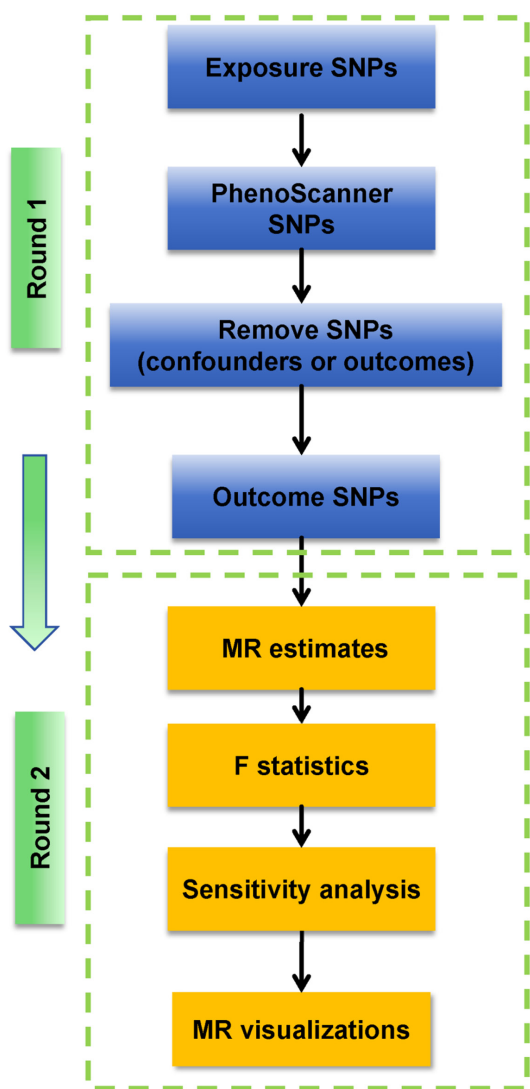 Exposure SNPs
Round 1
PhenoScanner
SNPs
Remove SNPs
(confounders or outcomes)
Outcome SNPs
Round 2
MR estimates
F statistics
Sensitivity analysis
MR visualizations